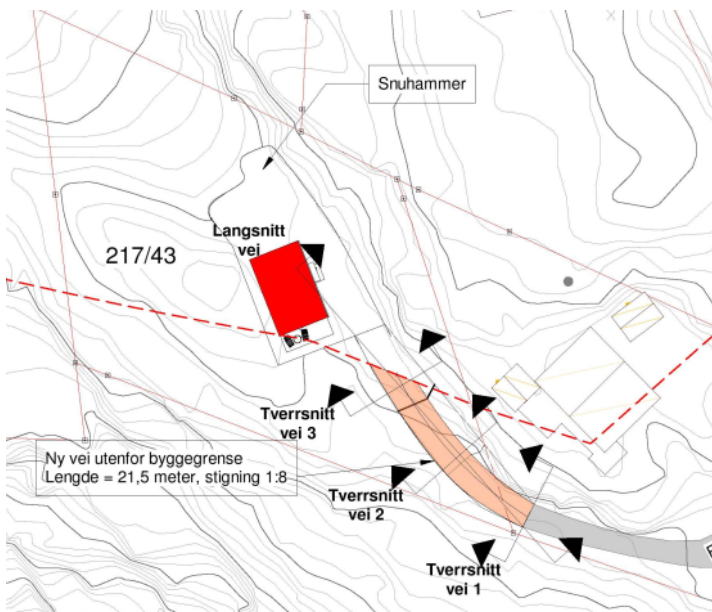 Snuhammer
Langsnitt
vei
217/43
Tverrsnitt
vei 3
Ny vei utenfor byggegrense
Lengde = 21,5 meter, stigning 1:8
Tverrsnitt
vei 2
Tverrsnitt
vei 1